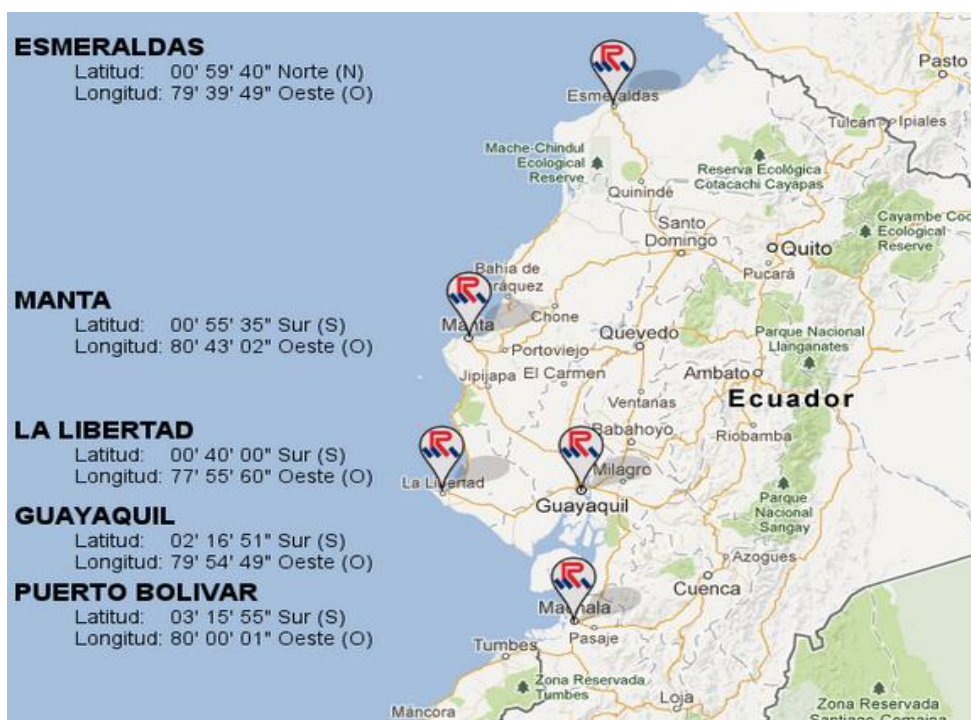 ESMERALDAS
Latitud: 00' 59' 40" Norte (N)
Longitud: 79' 39' 49" Oeste (O)
MANTA
Latitud: 00' 55' 35" Sur (S)
Longitud: 80' 43' 02" Oeste (O)
LA LIBERTAD
Latitud: 00' 40' 00" Sur (S)
Longitud: 77' 55' 60" Oeste (O)
GUAYAQUIL
Latitud: 02' 16' 51" Sur (S)
Longitud: 79' 54' 49" Oeste (O)
PUERTO BOLIVAR
Latitud: 03' 15' 55" Sur (S)
Longitud: 80' 00' 01" Oeste (O)
Pasto
Esmeraldas
Tulcán
Ipiales
Mache-Chindul
Ecological
Reserve
Reserva Ecológica
Cotacachi Cayapas
Quinindé
Cayambe Coc
Ecological
Reserve
Santo
Domingo
Quito
Pucará
Bahía de
ráquez
Chone
Manta
Quevedo
Parque Nacional
Llanganates
Portoviejo
Jipijapa
El Carmen
Ambato
Ventanas
Ecuador
Babahoyo
Riobamba
Milagro
La Libertad
Guayaquil
Parque
Nacional
Sangay
Azogues
Cuenca
Machala
Pasaje
Tumbes
Zona Reservada
Tumbes
Loja
Zona Reservada
Máncora